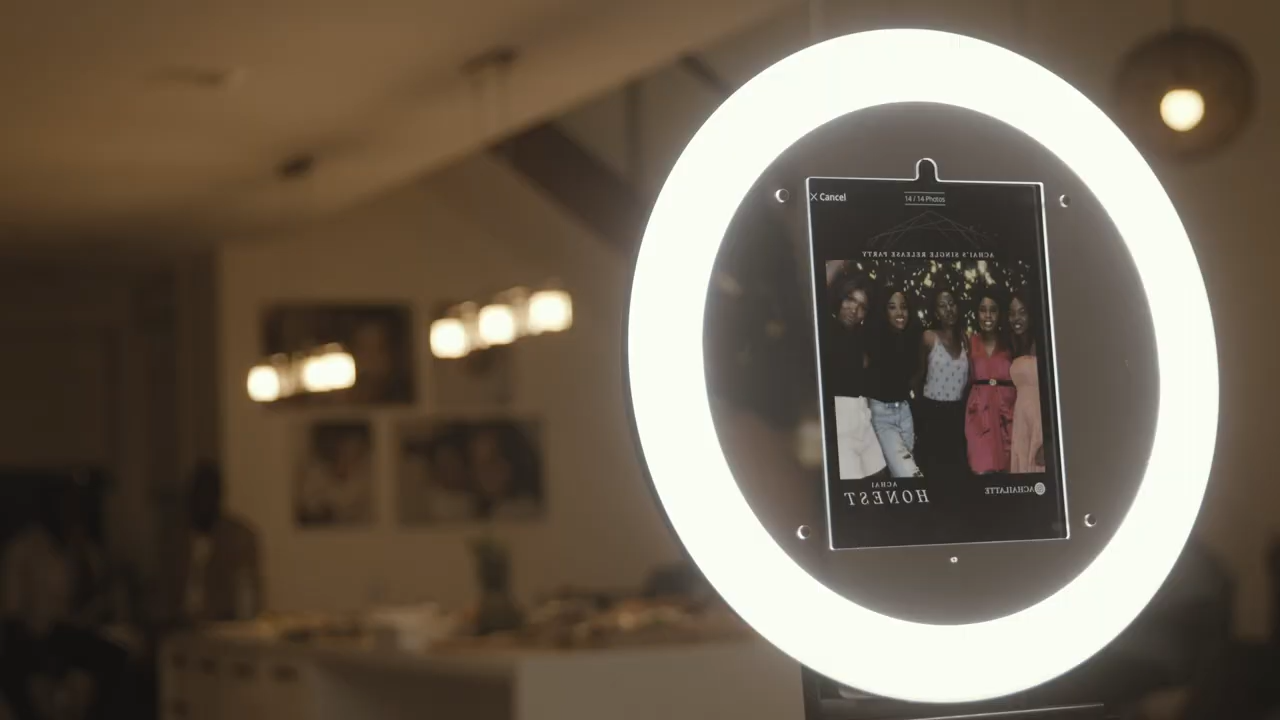 X Cancel
14 / 14 Photos
ACHAI'S SINGLE RELEASE PARTY
ACHAI
HONEST
@ACHAILATTE